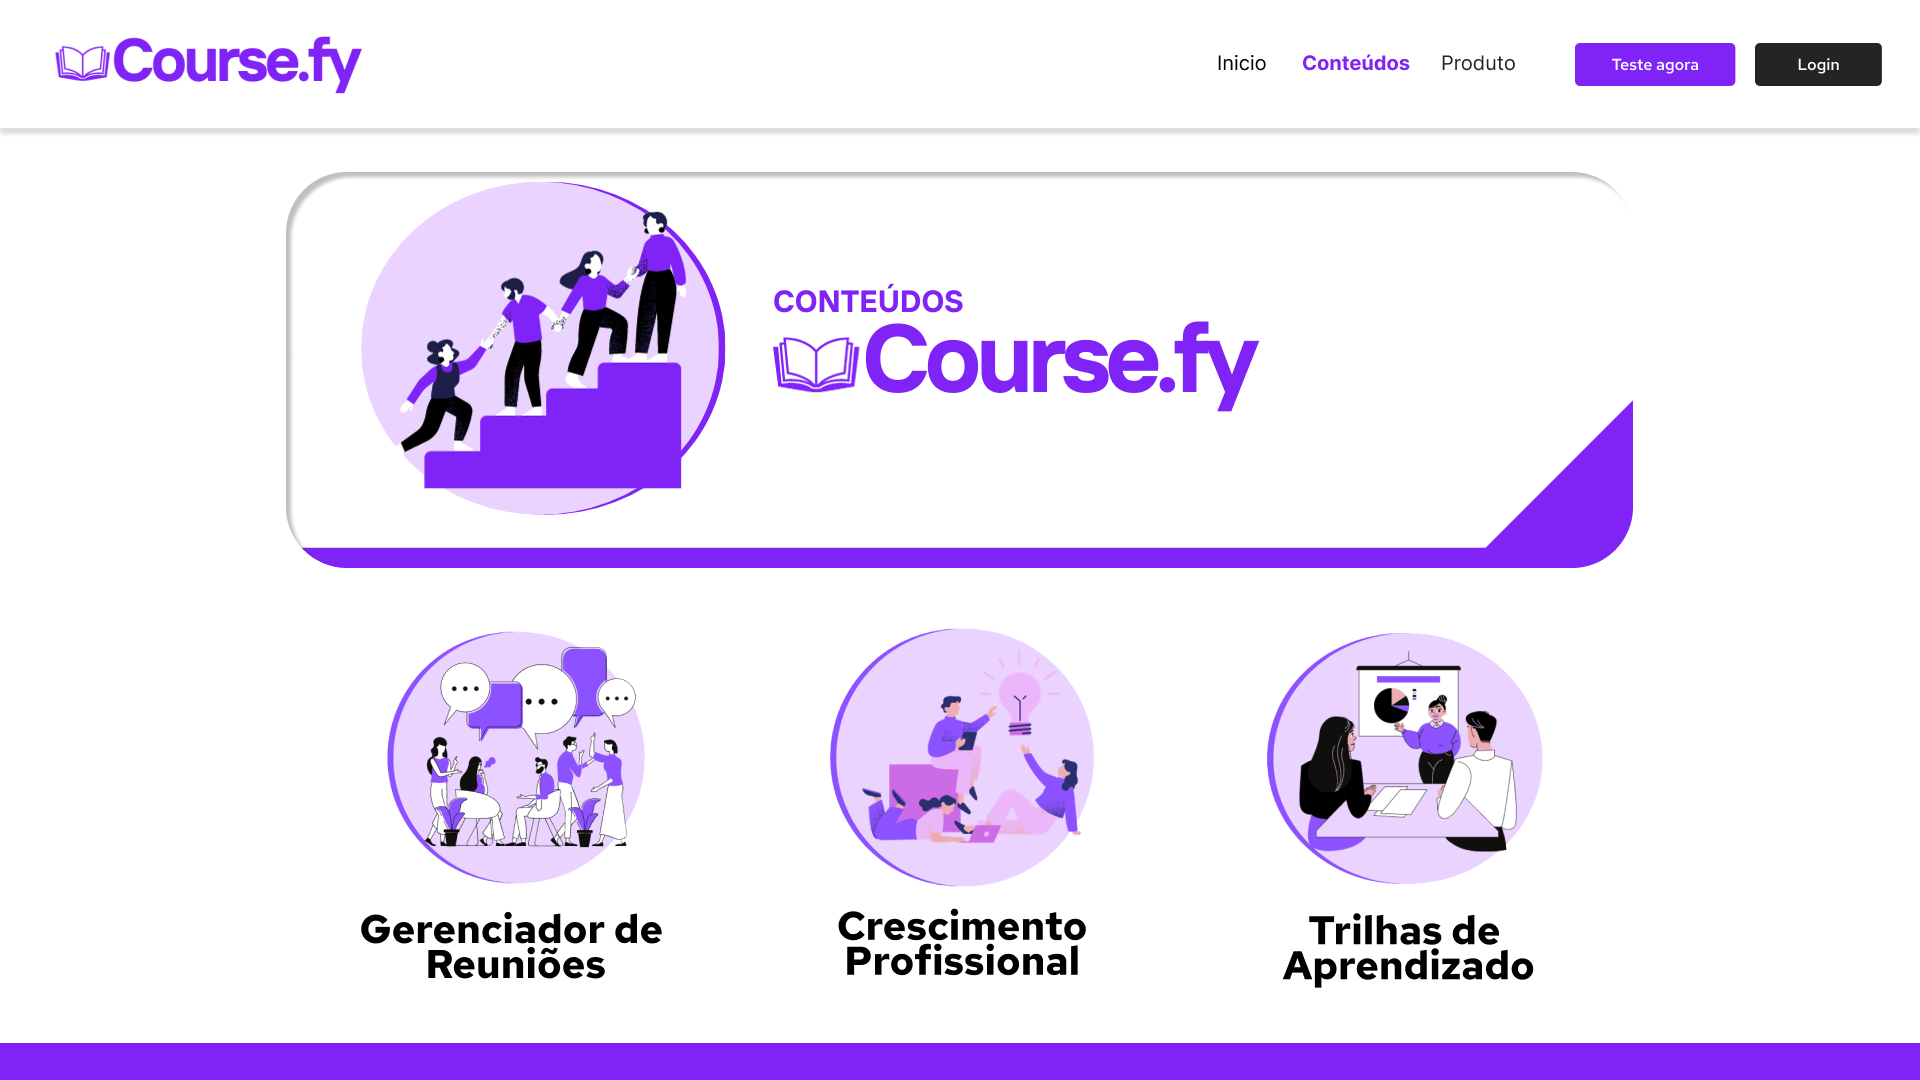 Course.fy
Inicio
Conteúdos
Produto
Teste agora
Login
CONTEÚDOS
Course.fy
Gerenciador de
Reuniões
Crescimento
Profissional
Trilhas de
Aprendizado